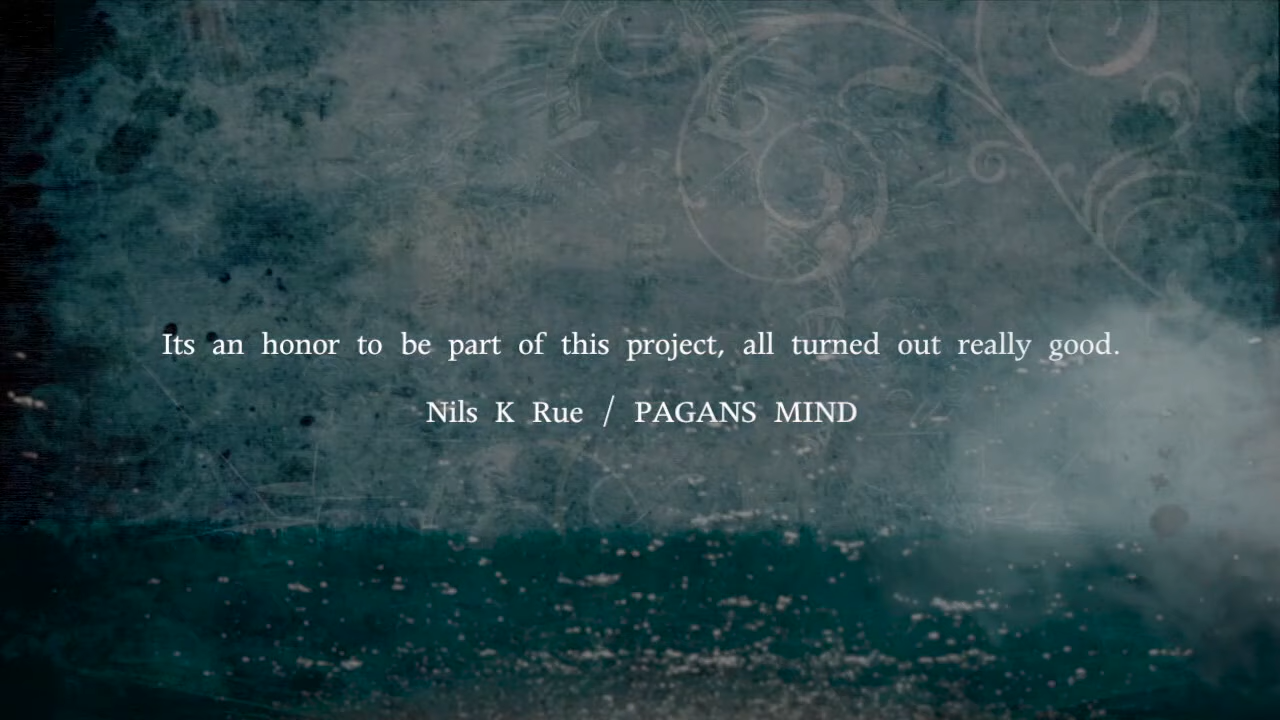 Its an honor to be part of this project, all turned out really good.
Nils K Rue / PAGANS MIND